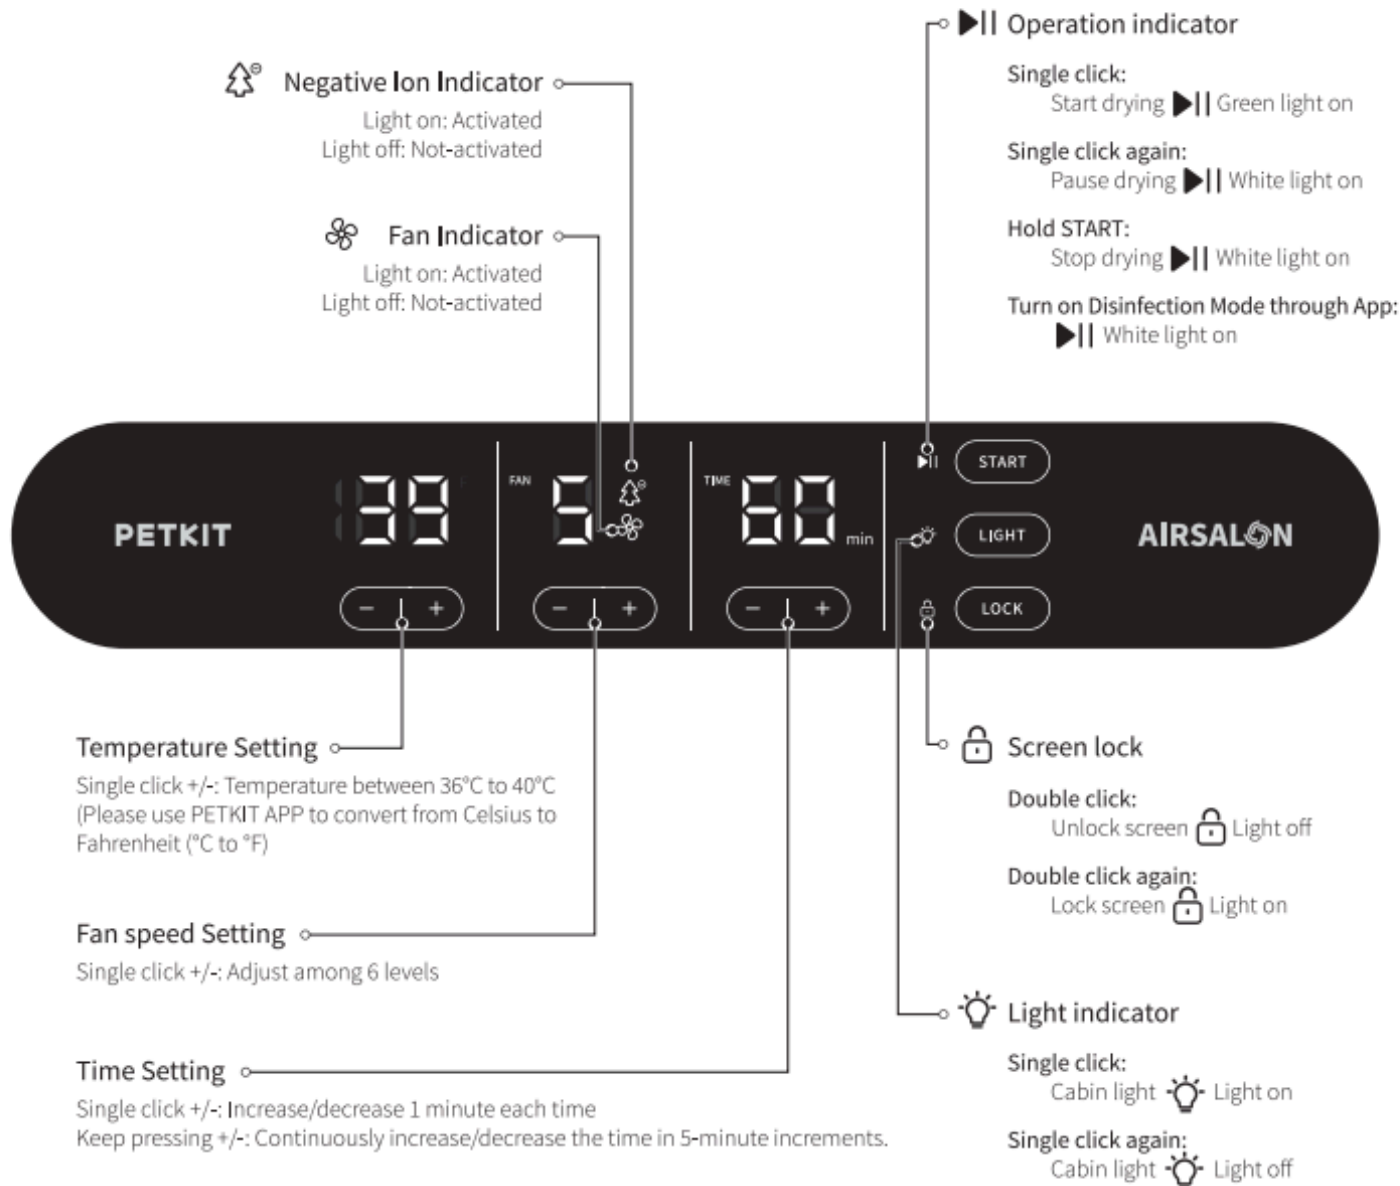 Operation indicator
Single click:
Start drying Green light on
Single click again:
Pause drying White light on
Hold START:
Stop drying White light on
Turn on Disinfection Mode through App:
White light on
Negative Ion Indicator
Light on: Activated
Light off: Not-activated
Fan Indicator
Light on: Activated
Light off: Not-activated
PETKIT
39
FAN
5
TIME
60
min
START
LIGHT
LOCK
AIRSALON
- +
- +
- +
Temperature Setting
Single click +/-: Temperature between 36°C to 40°C
(Please use PETKIT APP to convert from Celsius to
Fahrenheit (°C to °F)
Fan speed Setting
Single click +/-: Adjust among 6 levels
Time Setting
Single click +/-: Increase/decrease 1 minute each time
Keep pressing +/-: Continuously increase/decrease the time in 5-minute increments.
Screen lock
Double click:
Unlock screen Light off
Double click again:
Lock screen Light on
Light indicator
Single click:
Cabin light Light on
Single click again:
Cabin light Light off